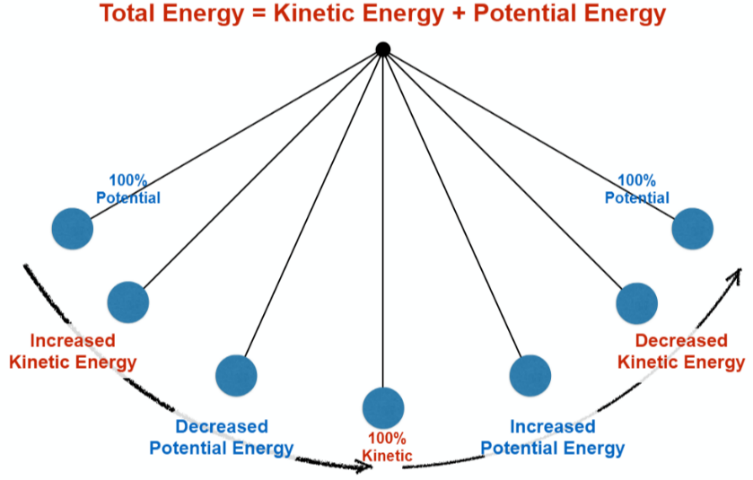 Total Energy = Kinetic Energy + Potential Energy
100%
Potential
100%
Potential
Increased
Kinetic Energy
Decreased
Kinetic Energy
Decreased
Potential Energy
100%
Kinetic
Increased
Potential Energy